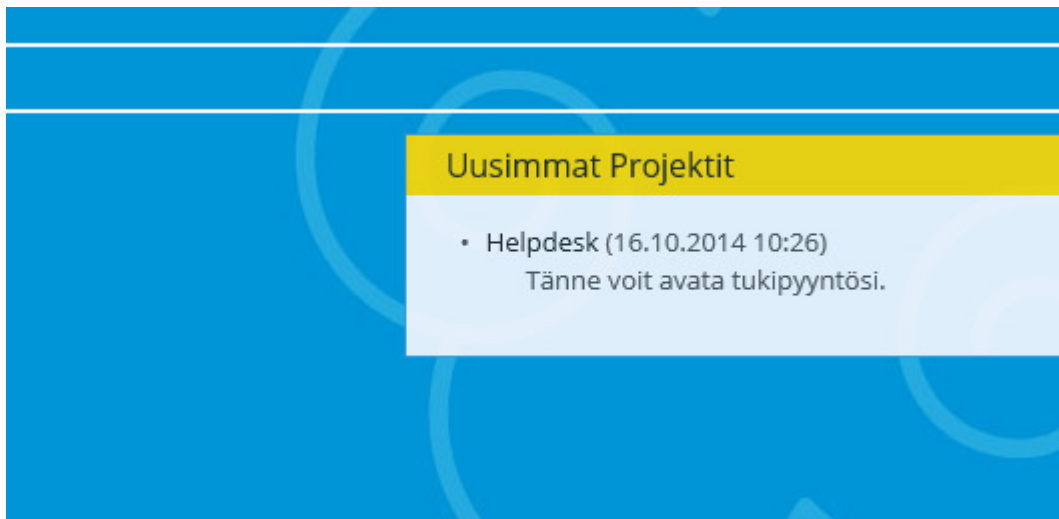 Uusimmat Projektit
• Helpdesk (16.10.2014 10:26)
Tänne voit avata tukipyyntösi.